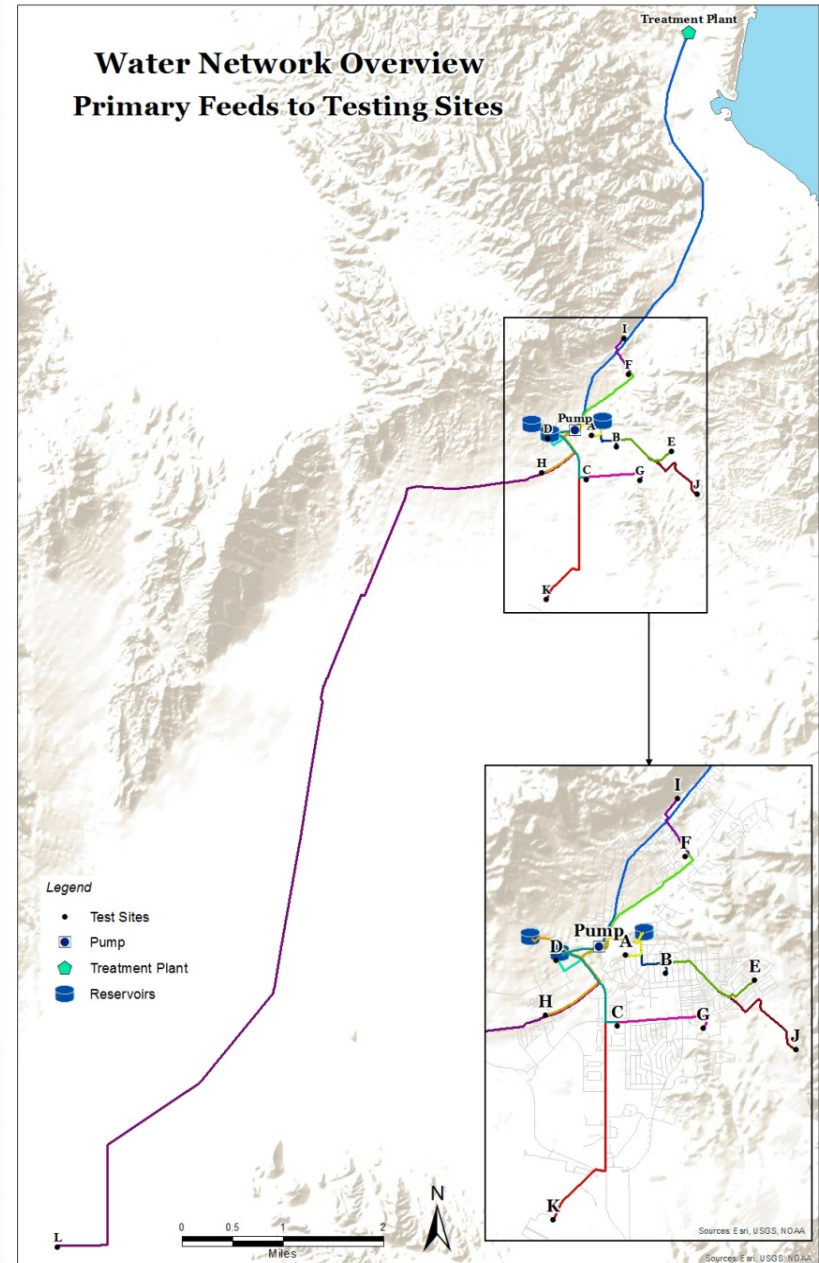 Treatment Plant
Water Network Overview
Primary Feeds to Testing Sites
I
F
Pump
D
A
B
E
H
C
G
J
K
I
F
Pump
D
A
B
E
H
C
G
J
K
Sources: Esri, USGS, NOAA
Legend
Test Sites
Pump
Treatment Plant
Reservoirs
L
0 0.5 1 2
Miles
N
Sources: Esri, USGS, NOAA